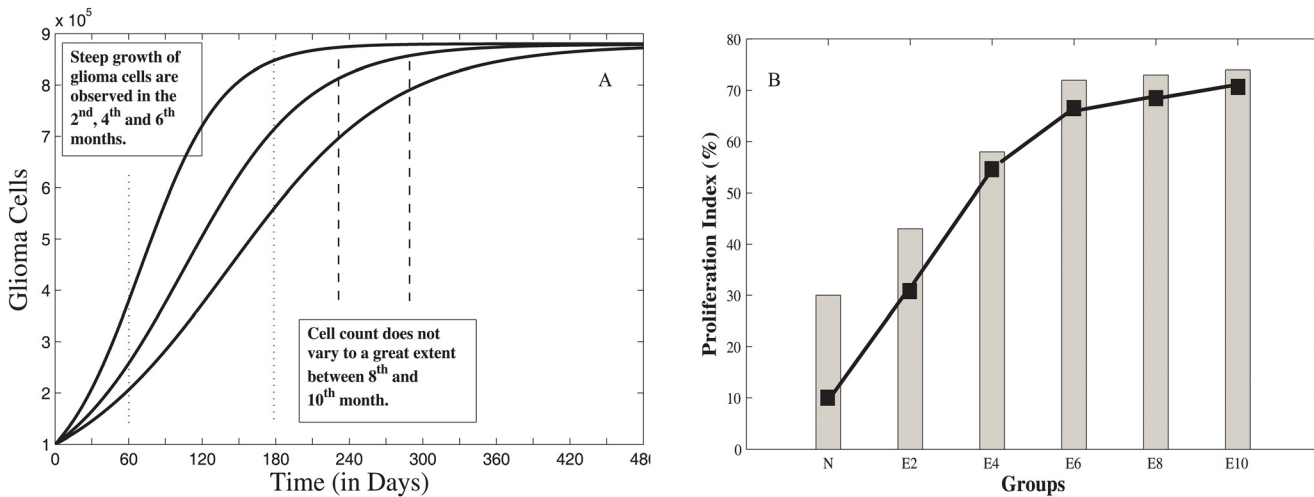 x 10⁵
9
8
7
6
5
4
3
2
1
Glioma Cells
Steep growth of
glioma cells are
observed in the
2nd, 4th and 6th
months.
A
Cell count does not
vary to a great extent
between 8th and
10th month.
0 60 120 180 240 300 360 420 480
Time (in Days)
B
80
70
60
50
40
30
20
10
0
Proliferation Index (%)
N E2 E4 E6 E8 E10
Groups